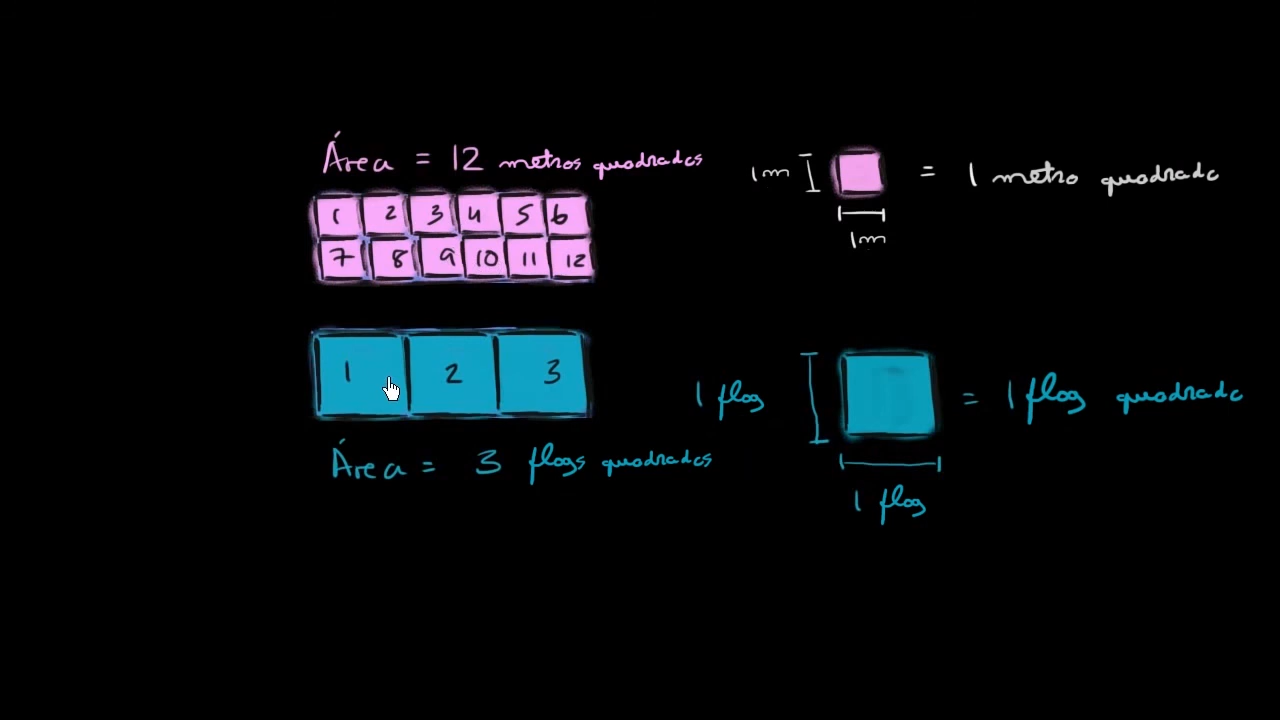 Área = 12 metros quadrados
1 2 3 4 5 6
7 8 9 10 11 12
1m
= 1 metro quadrado
1m
1 2 3
Área = 3 flogs quadrados
1 flog
= 1 flog quadrado
1 flog